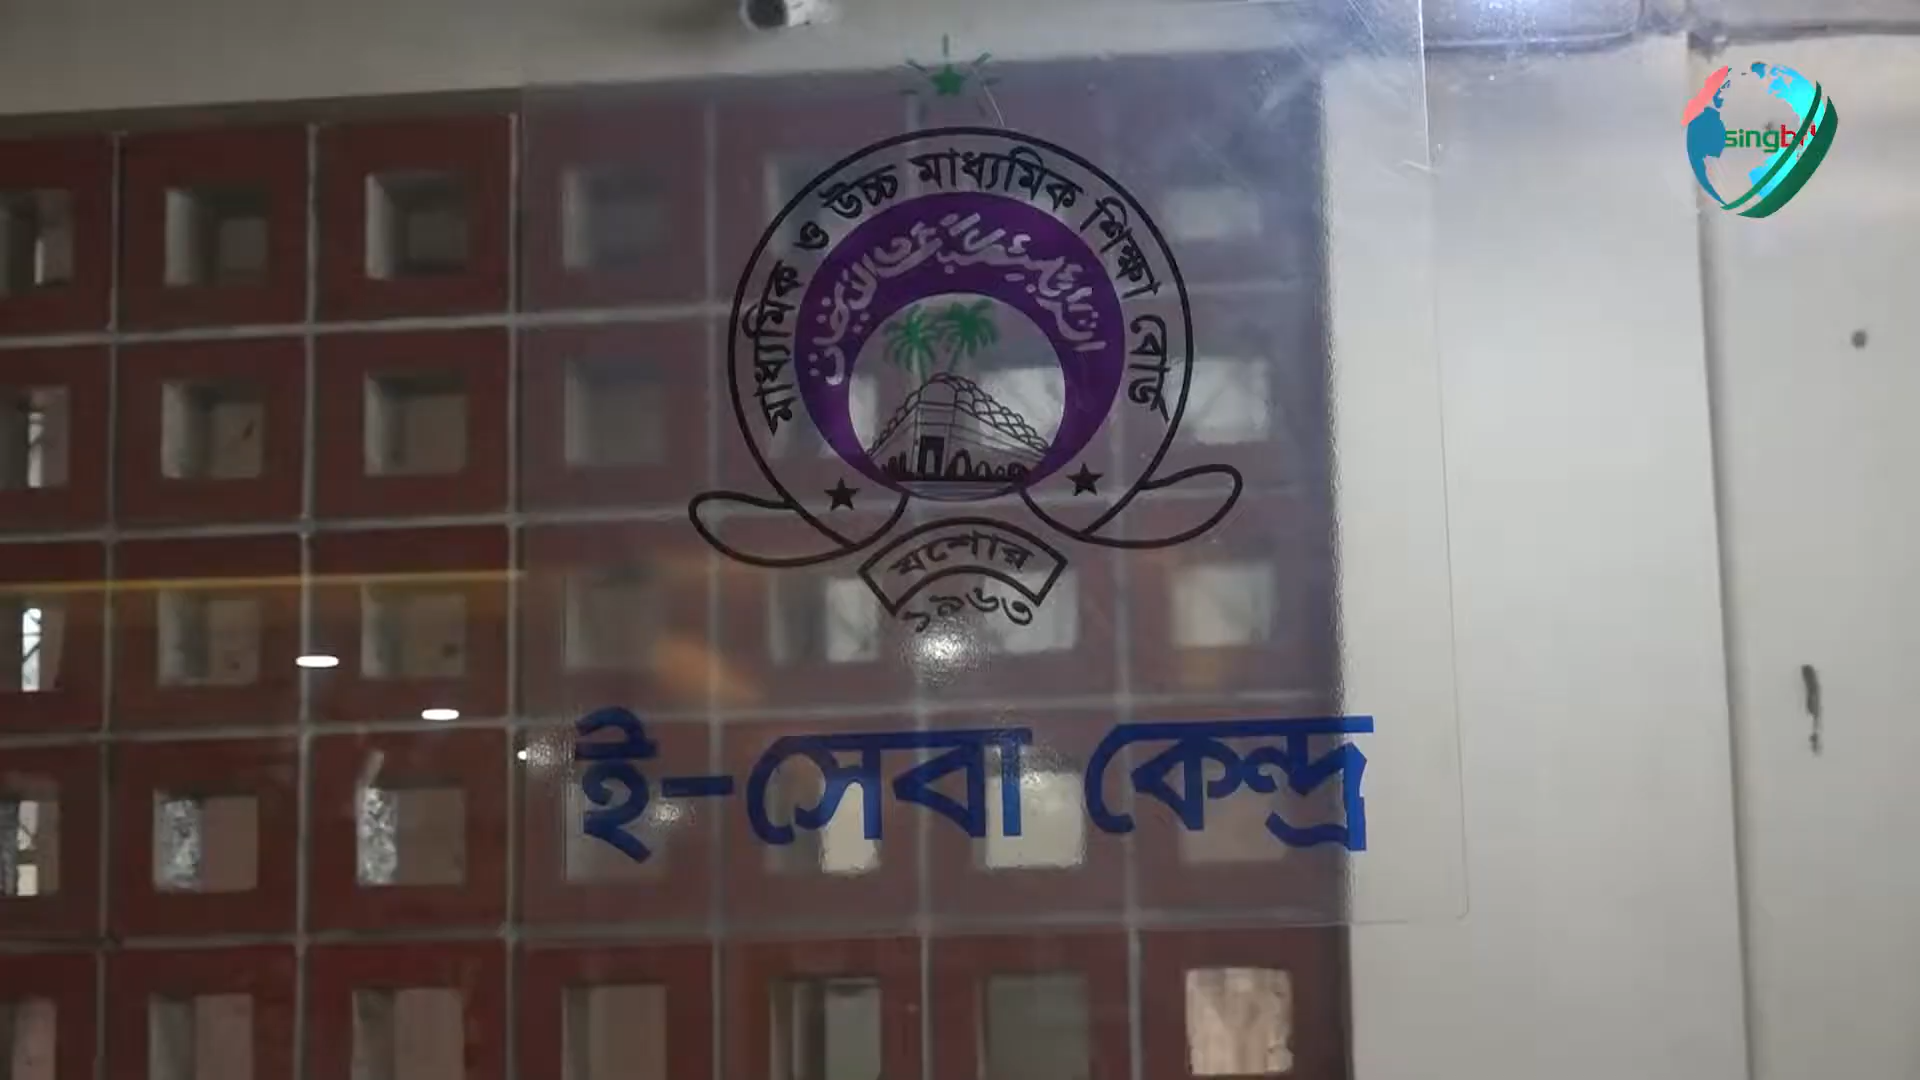 মাধ্যমিক ও উচ্চ মাধ্যমিক শিক্ষা বোর্ড
যশোর
১৯৬৩
ই-সেবা কেন্দ্র